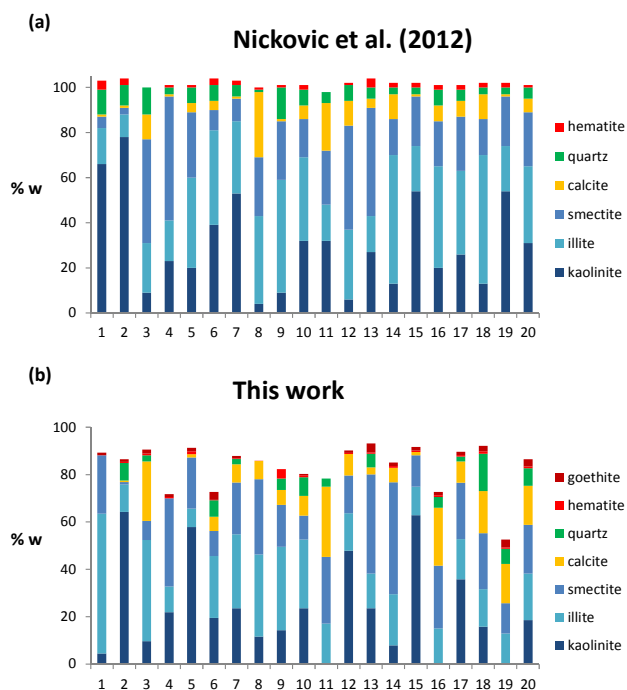 (a)
Nickovic et al. (2012)
100
80
60
40
20
0
% w
hematite
quartz
calcite
smectite
illite
kaolinite
1 2 3 4 5 6 7 8 9 10 11 12 13 14 15 16 17 18 19 20
(b)
This work
100
80
60
40
20
0
% w
goethite
hematite
quartz
calcite
smectite
illite
kaolinite
1 2 3 4 5 6 7 8 9 10 11 12 13 14 15 16 17 18 19 20